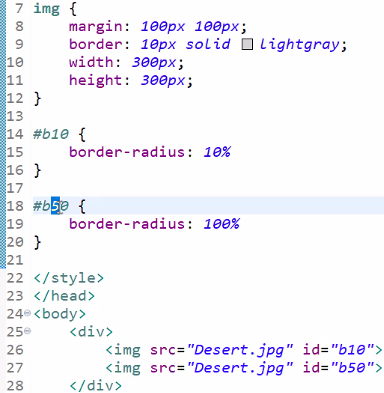 7 img {
8 margin: 100px 100px;
9 border: 10px solid lightgray;
10 width: 300px;
11 height: 300px;
12 }
13
14 #b10 {
15 border-radius: 10%
16 }
17
18 #b50 {
19 border-radius: 100%
20 }
21
22 </style>
23 </head>
24 <body>
25 <div>
26 <img src="Desert.jpg" id="b10">
27 <img src="Desert.jpg" id="b50">
28 </div>